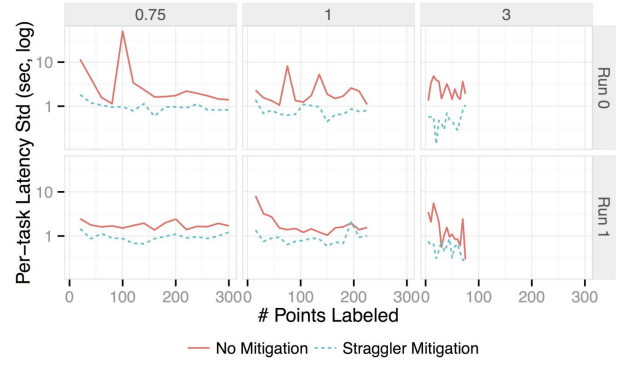 0.75 1 3
Per−task Latency Std (sec, log)
10
1
Run 0
10
1
Run 1
0 100 200 300 0 100 200 300 0 100 200 300
# Points Labeled
No Mitigation Straggler Mitigation